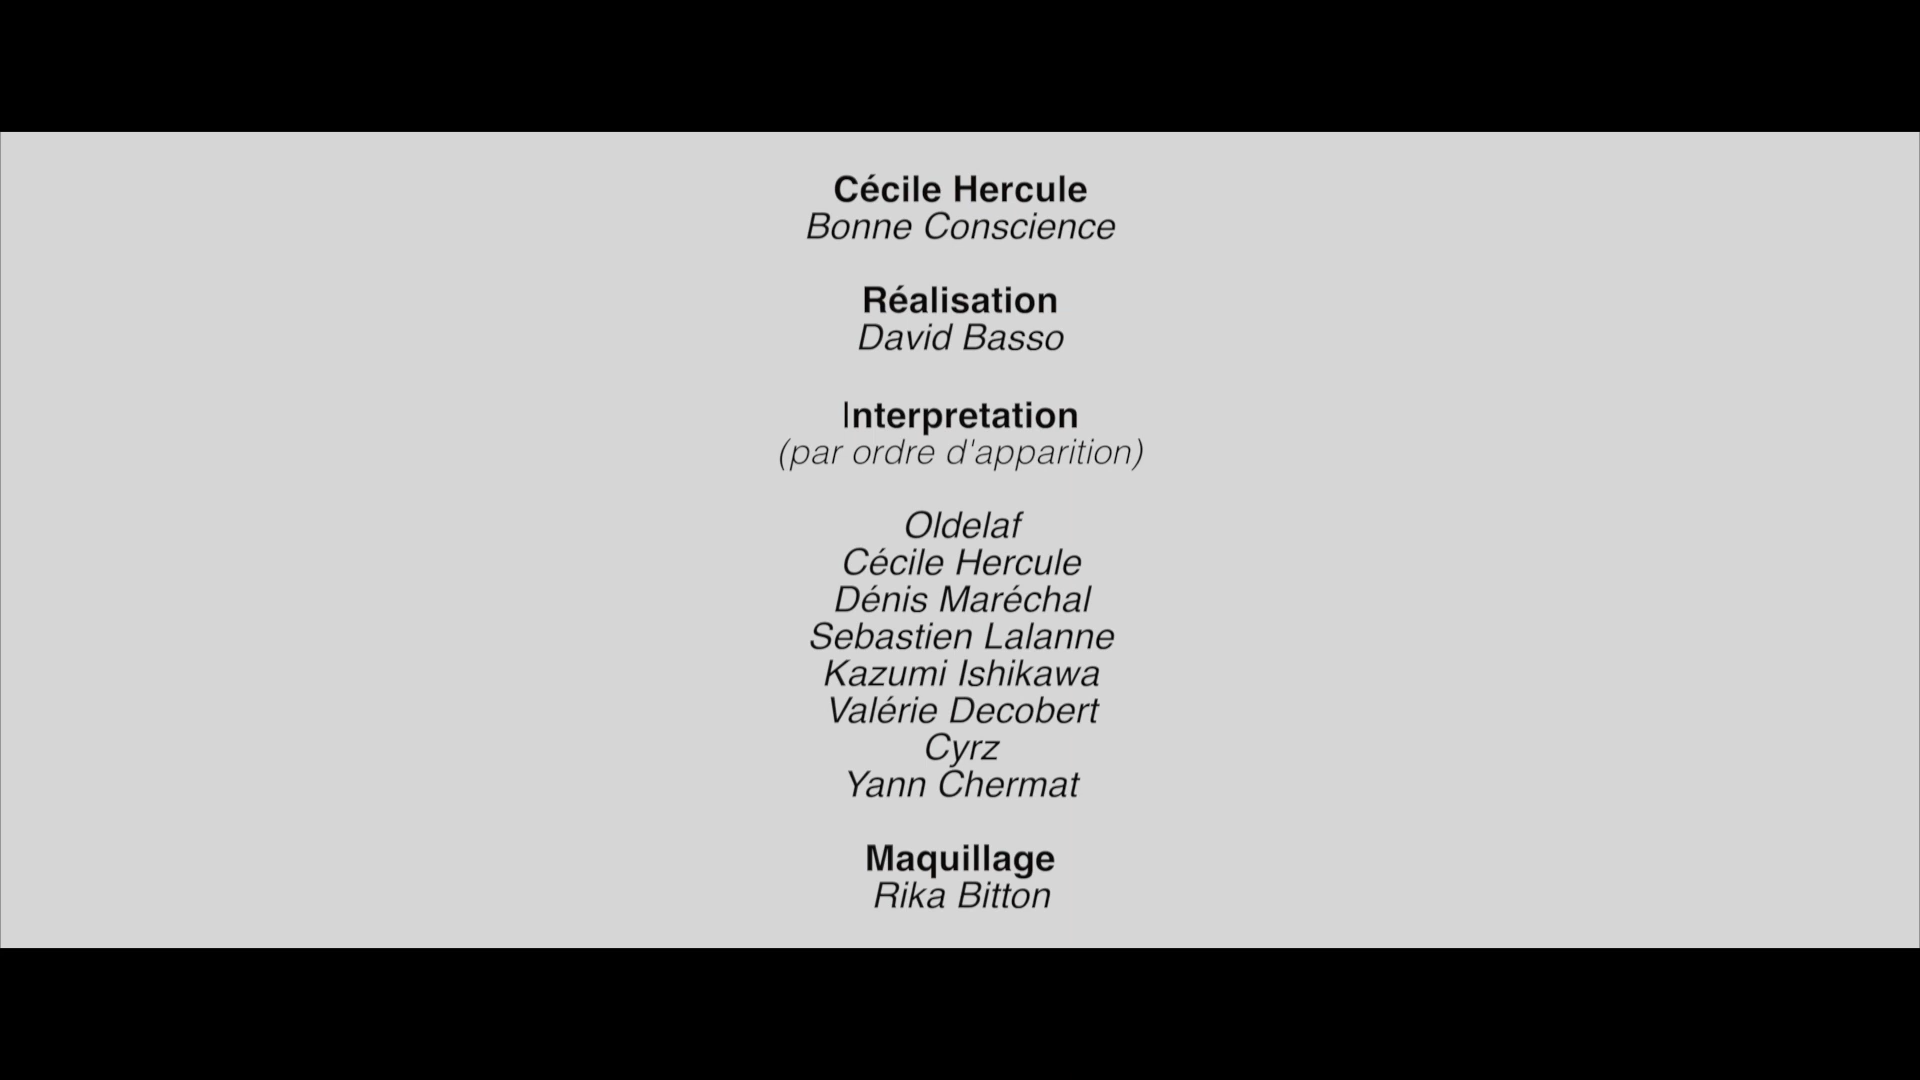 Cécile Hercule
Bonne Conscience
Réalisation
David Basso
Interpretation
(par ordre d'apparition)
Oldelaf
Cécile Hercule
Dénis Maréchal
Sebastien Lalanne
Kazumi Ishikawa
Valérie Decobert
Cyrz
Yann Chermat
Maquillage
Rika Bitton